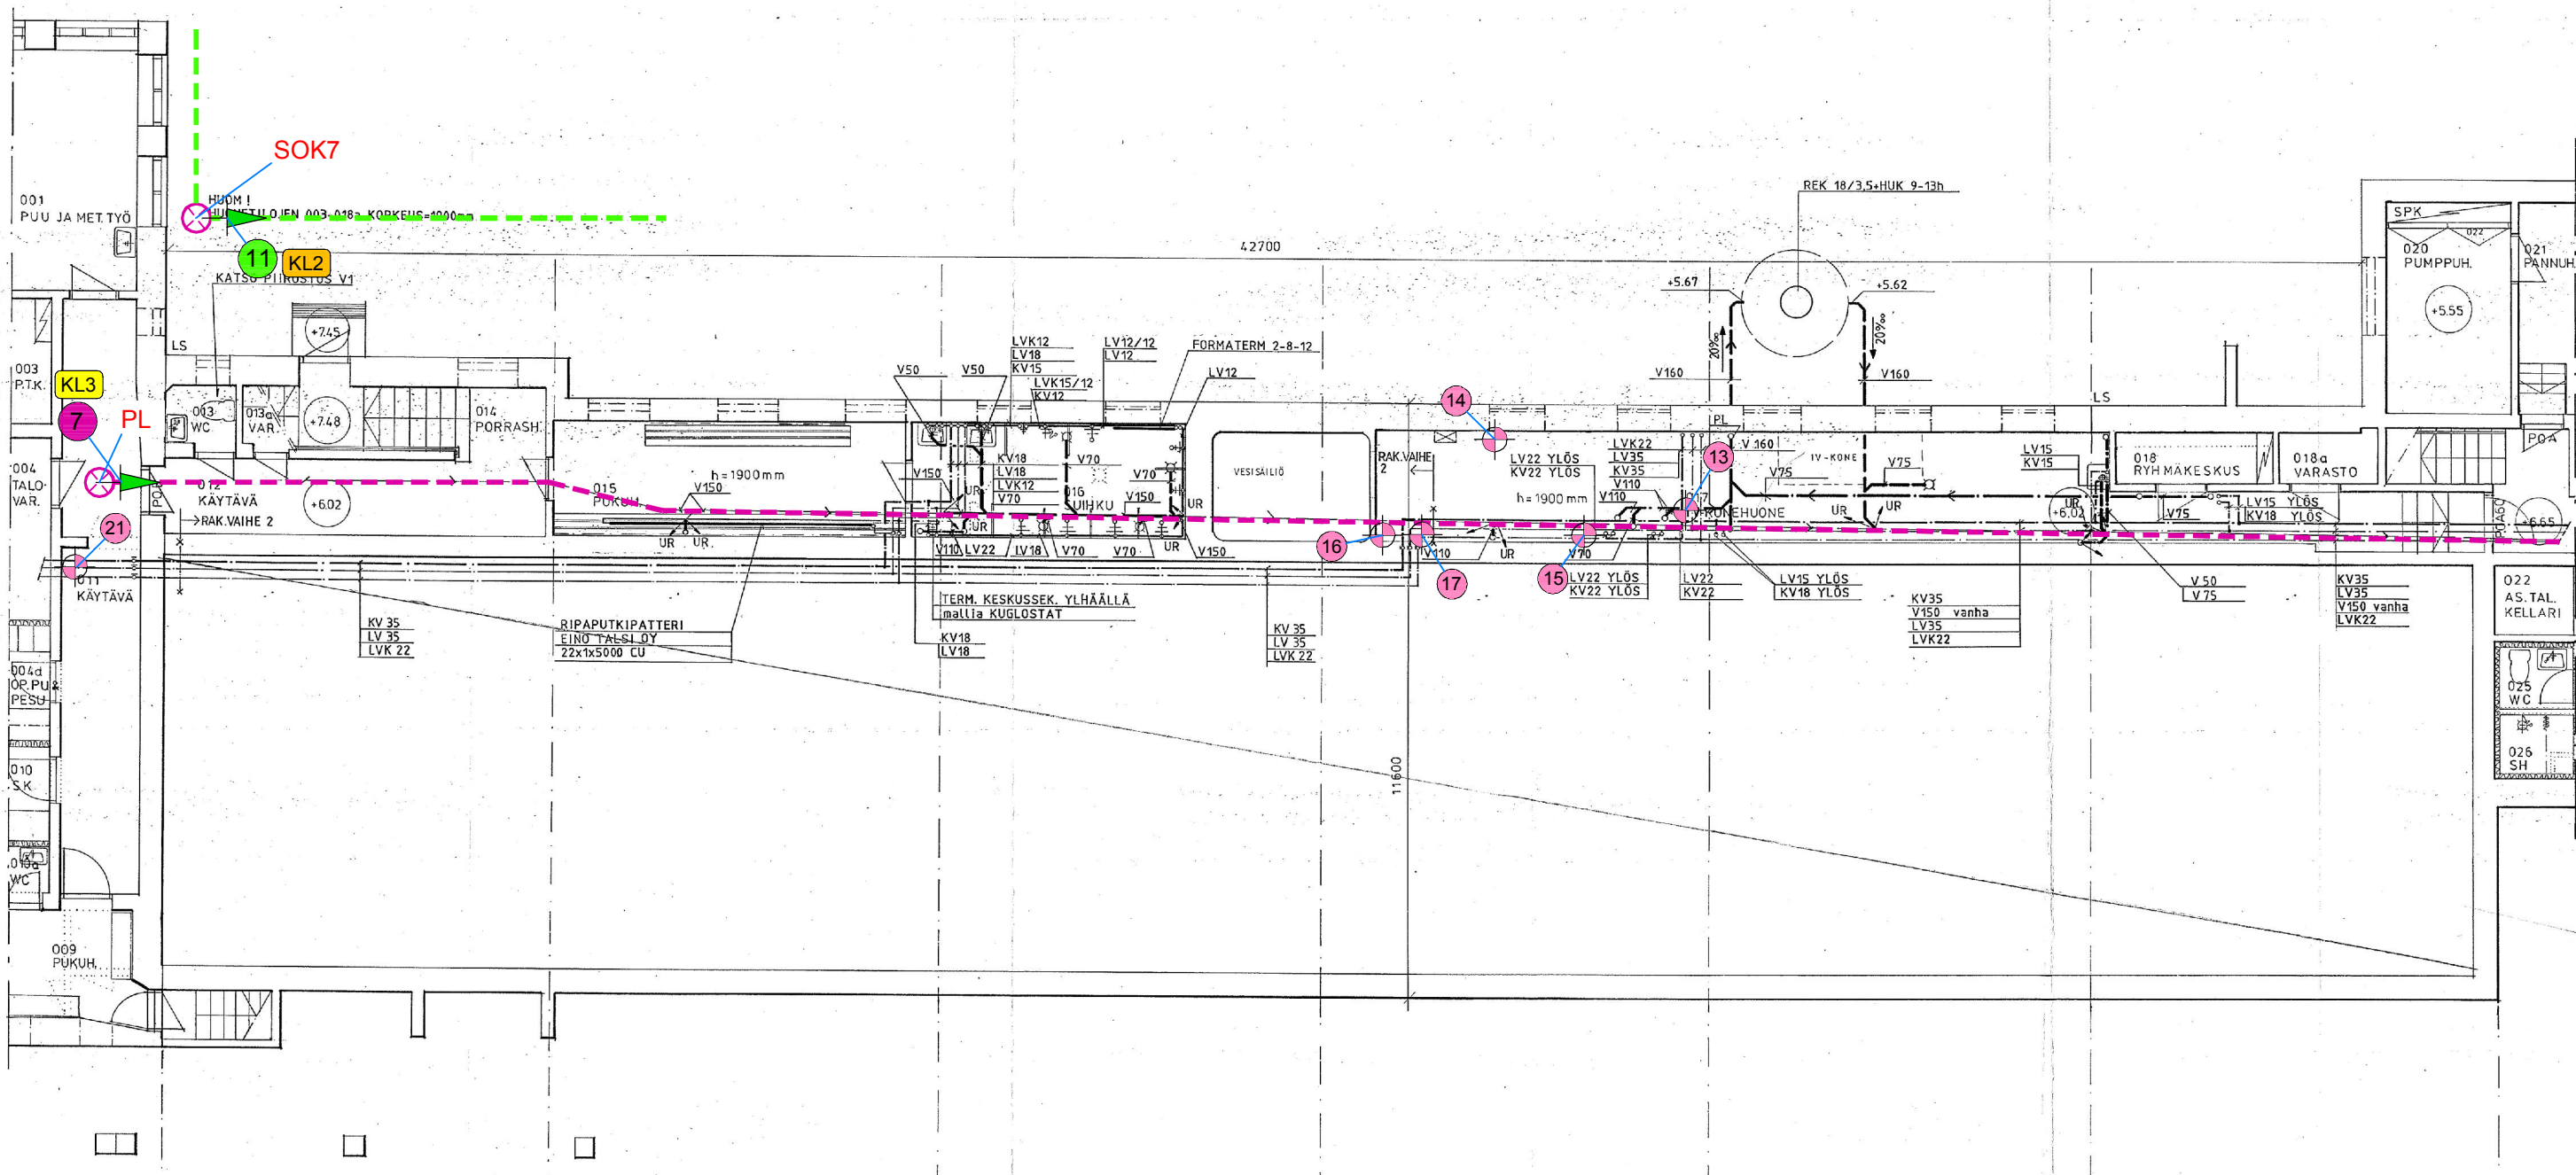 SOK7
001
PUU JA MET. TYÖ
HUOM !
11
KL2
KATSO PIIRUSTUS V1
42700
REK 18/3,5+HUK 9-13h
SPK
022
020
PUMPPUH.
021
PANNUH.
+5.55
+5.67
+5.62
20‰
20‰
V160
V160
LS
+7.45
003
P.T.K.
KL3
7
PL
013
WC
013a
VAR.
+7.48
014
PORRASH.
V50
V50
LVK12
LV18
KV15
LVK15/12
KV12
LV12/12
LV12
FORMATERM 2-8-12
LV12
14
PL
LS
POA
004
TALO-
VAR.
012
KÄYTÄVÄ
+6.02
RAK.VAIHE 2
015
PUKUH.
h=1900mm
V150
UR
UR
V150
KV18
LV18
LVK12
V70
UR
UR
016
V70
V70
V150
UR
UR
VESISÄILIÖ
RAK.VAIHE
2
LV22 YLÖS
KV22 YLÖS
h=1900mm
LVK22
LV35
KV35
V110
V110
13
V160
V75
IV-KONE
V75
UR
UR
LV15
KV15
UR
+6.02
018
RYHMÄKESKUS
018a
VARASTO
V75
LV15 YLÖS
KV18 YLÖS
+6.65
21
011
KÄYTÄVÄ
V110
LV22
LV18
V70
V70
V150
16
17
V110
UR
15
V70
LV22 YLÖS
KV22 YLÖS
LV22
KV22
LV15 YLÖS
KV18 YLÖS
KV35
V150 vanha
LV35
LVK22
V50
V75
KV35
LV35
V150 vanha
LVK22
022
AS. TAL.
KELLARI
KV 35
LV 35
LVK 22
RIPAPUTKIPATTERI
EINO TALSI OY
22x1x5000 CU
TERM. KESKUSSEK. YLHÄÄLLÄ
mallia KUGLOSTAT
KV18
LV18
KV 35
LV 35
LVK 22
004d
OP.PU
PESU
025
WC
026
SH
010
S.K
11600
010a
WC
009
PUKUH.